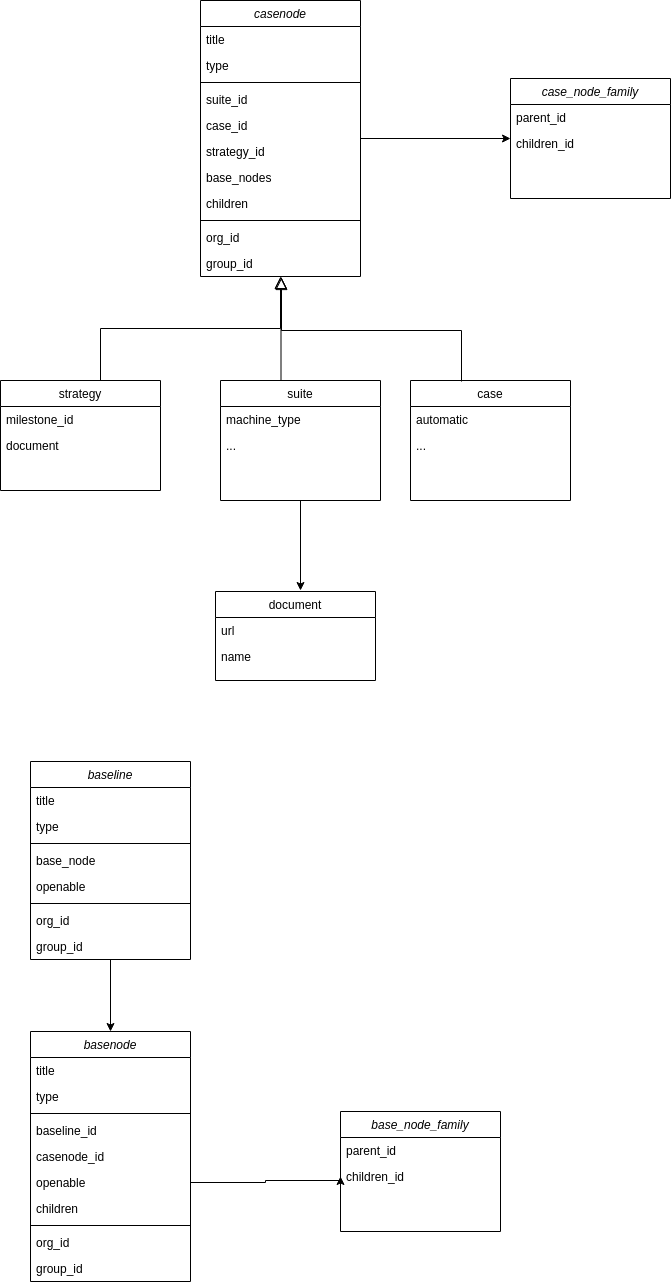 casenode
title
type
suite_id
case_id
strategy_id
base_nodes
children
org_id
group_id
case_node_family
parent_id
children_id
strategy
milestone_id
document
suite
machine_type
...
case
automatic
...
document
url
name
baseline
title
type
base_node
openable
org_id
group_id
basenode
title
type
baseline_id
casenode_id
openable
children
org_id
group_id
base_node_family
parent_id
children_id